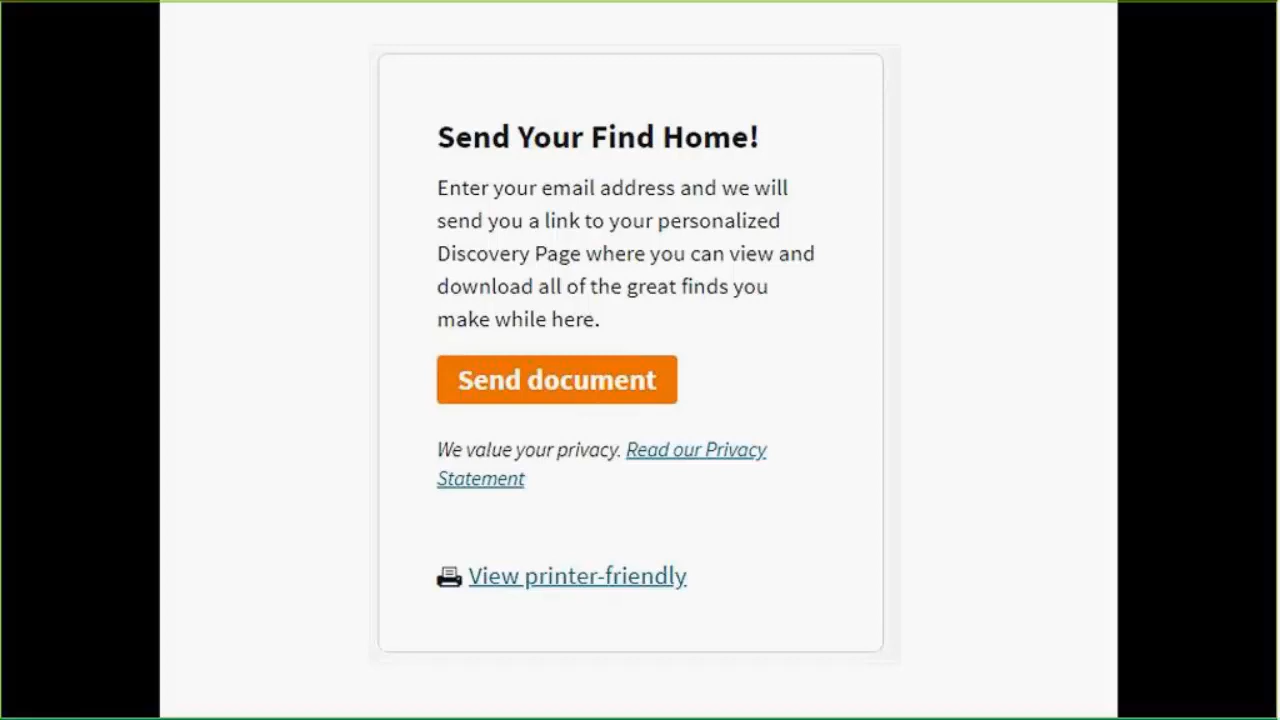 Send Your Find Home!
Enter your email address and we will
send you a link to your personalized
Discovery Page where you can view and
download all of the great finds you
make while here.
Send document
We value your privacy. Read our Privacy
Statement
View printer-friendly